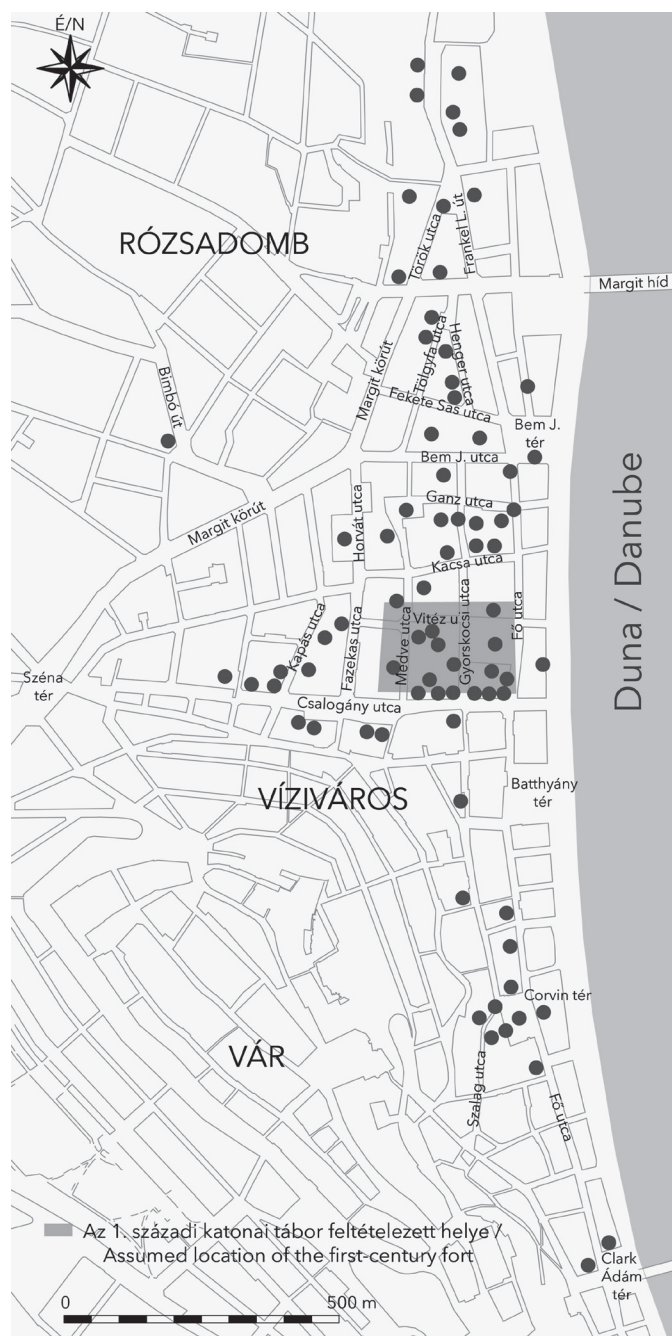 É/N
RÓZSADOMB
Török utca
Frankel L. út
Margit híd
Bimbó út
Margit körút
Tölgyfa utca
Henger utca
Fekete Sas utca
Bem J.
tér
Bem J. utca
Margit körút
Horvát utca
Ganz utca
Kacsa utca
Duna / Danube
Kapás utca
Fazekas utca
Medve utca
Vitéz u
Gyorskocsi utca
Fő utca
Széna
tér
Csalogány utca
VÍZIVÁROS
Batthyány
tér
Corvin tér
VÁR
Szalag utca
Fő utca
Az 1. századi katonai tábor feltételezett helye /
Assumed location of the first-century fort
Clark
Ádám
tér
0 500 m